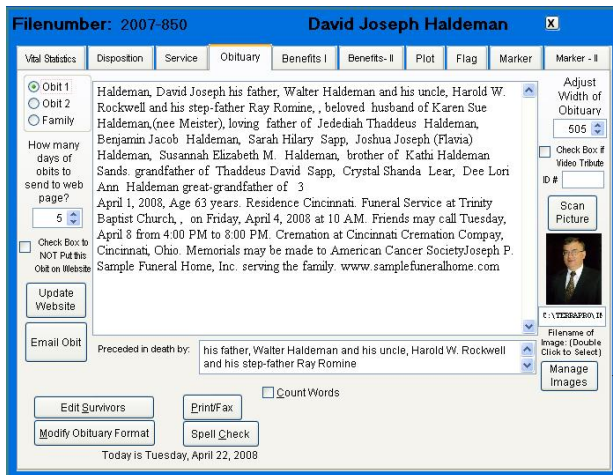 Filenumber: 2007-850 David Joseph Haldeman X
Vital Statistics Disposition Service Obituary Benefits I Benefits- II Plot Flag Marker Marker - II
Obit 1
Obit 2
Family
How many
days of
obits to
send to web
page?
5
Check Box to
NOT Put this
Obit on Website
Update
Website
Email Obit
Haldeman, David Joseph his father, Walter Haldeman and his uncle, Harold W.
Rockwell and his step-father Ray Romine, , beloved husband of Karen Sue
Haldeman,(nee Meister), loving father of Jedediah Thaddeus Haldeman,
Benjamin Jacob Haldeman, Sarah Hilary Sapp, Joshua Joseph (Flavia)
Haldeman, Susannah Elizabeth M. Haldeman, brother of Kathi Haldeman
Sands. grandfather of Thaddeus David Sapp, Crystal Shanda Lear, Dee Lori
Ann Haldeman great-grandfather of 3
April 1, 2008, Age 63 years. Residence Cincinnati. Funeral Service at Trinity
Baptist Church, , on Friday, April 4, 2008 at 10 AM. Friends may call Tuesday,
April 8 from 4:00 PM to 8:00 PM. Cremation at Cincinnati Cremation Compay,
Cincinnati, Ohio. Memorials may be made to American Cancer SocietyJoseph P.
Sample Funeral Home, Inc. serving the family. www.samplefuneralhome.com
Adjust
Width of
Obituary
505
Check Box if
Video Tribute
ID #
Scan
Picture
C:\TERRAPRO\IM
Filename of
Image: (Double
Click to Select)
Manage
Images
Preceded in death by:
his father, Walter Haldeman and his uncle, Harold W. Rockwell
and his step-father Ray Romine
Count Words
Edit Survivors Print/Fax
Modify Obituary Format Spell Check
Today is Tuesday, April 22, 2008